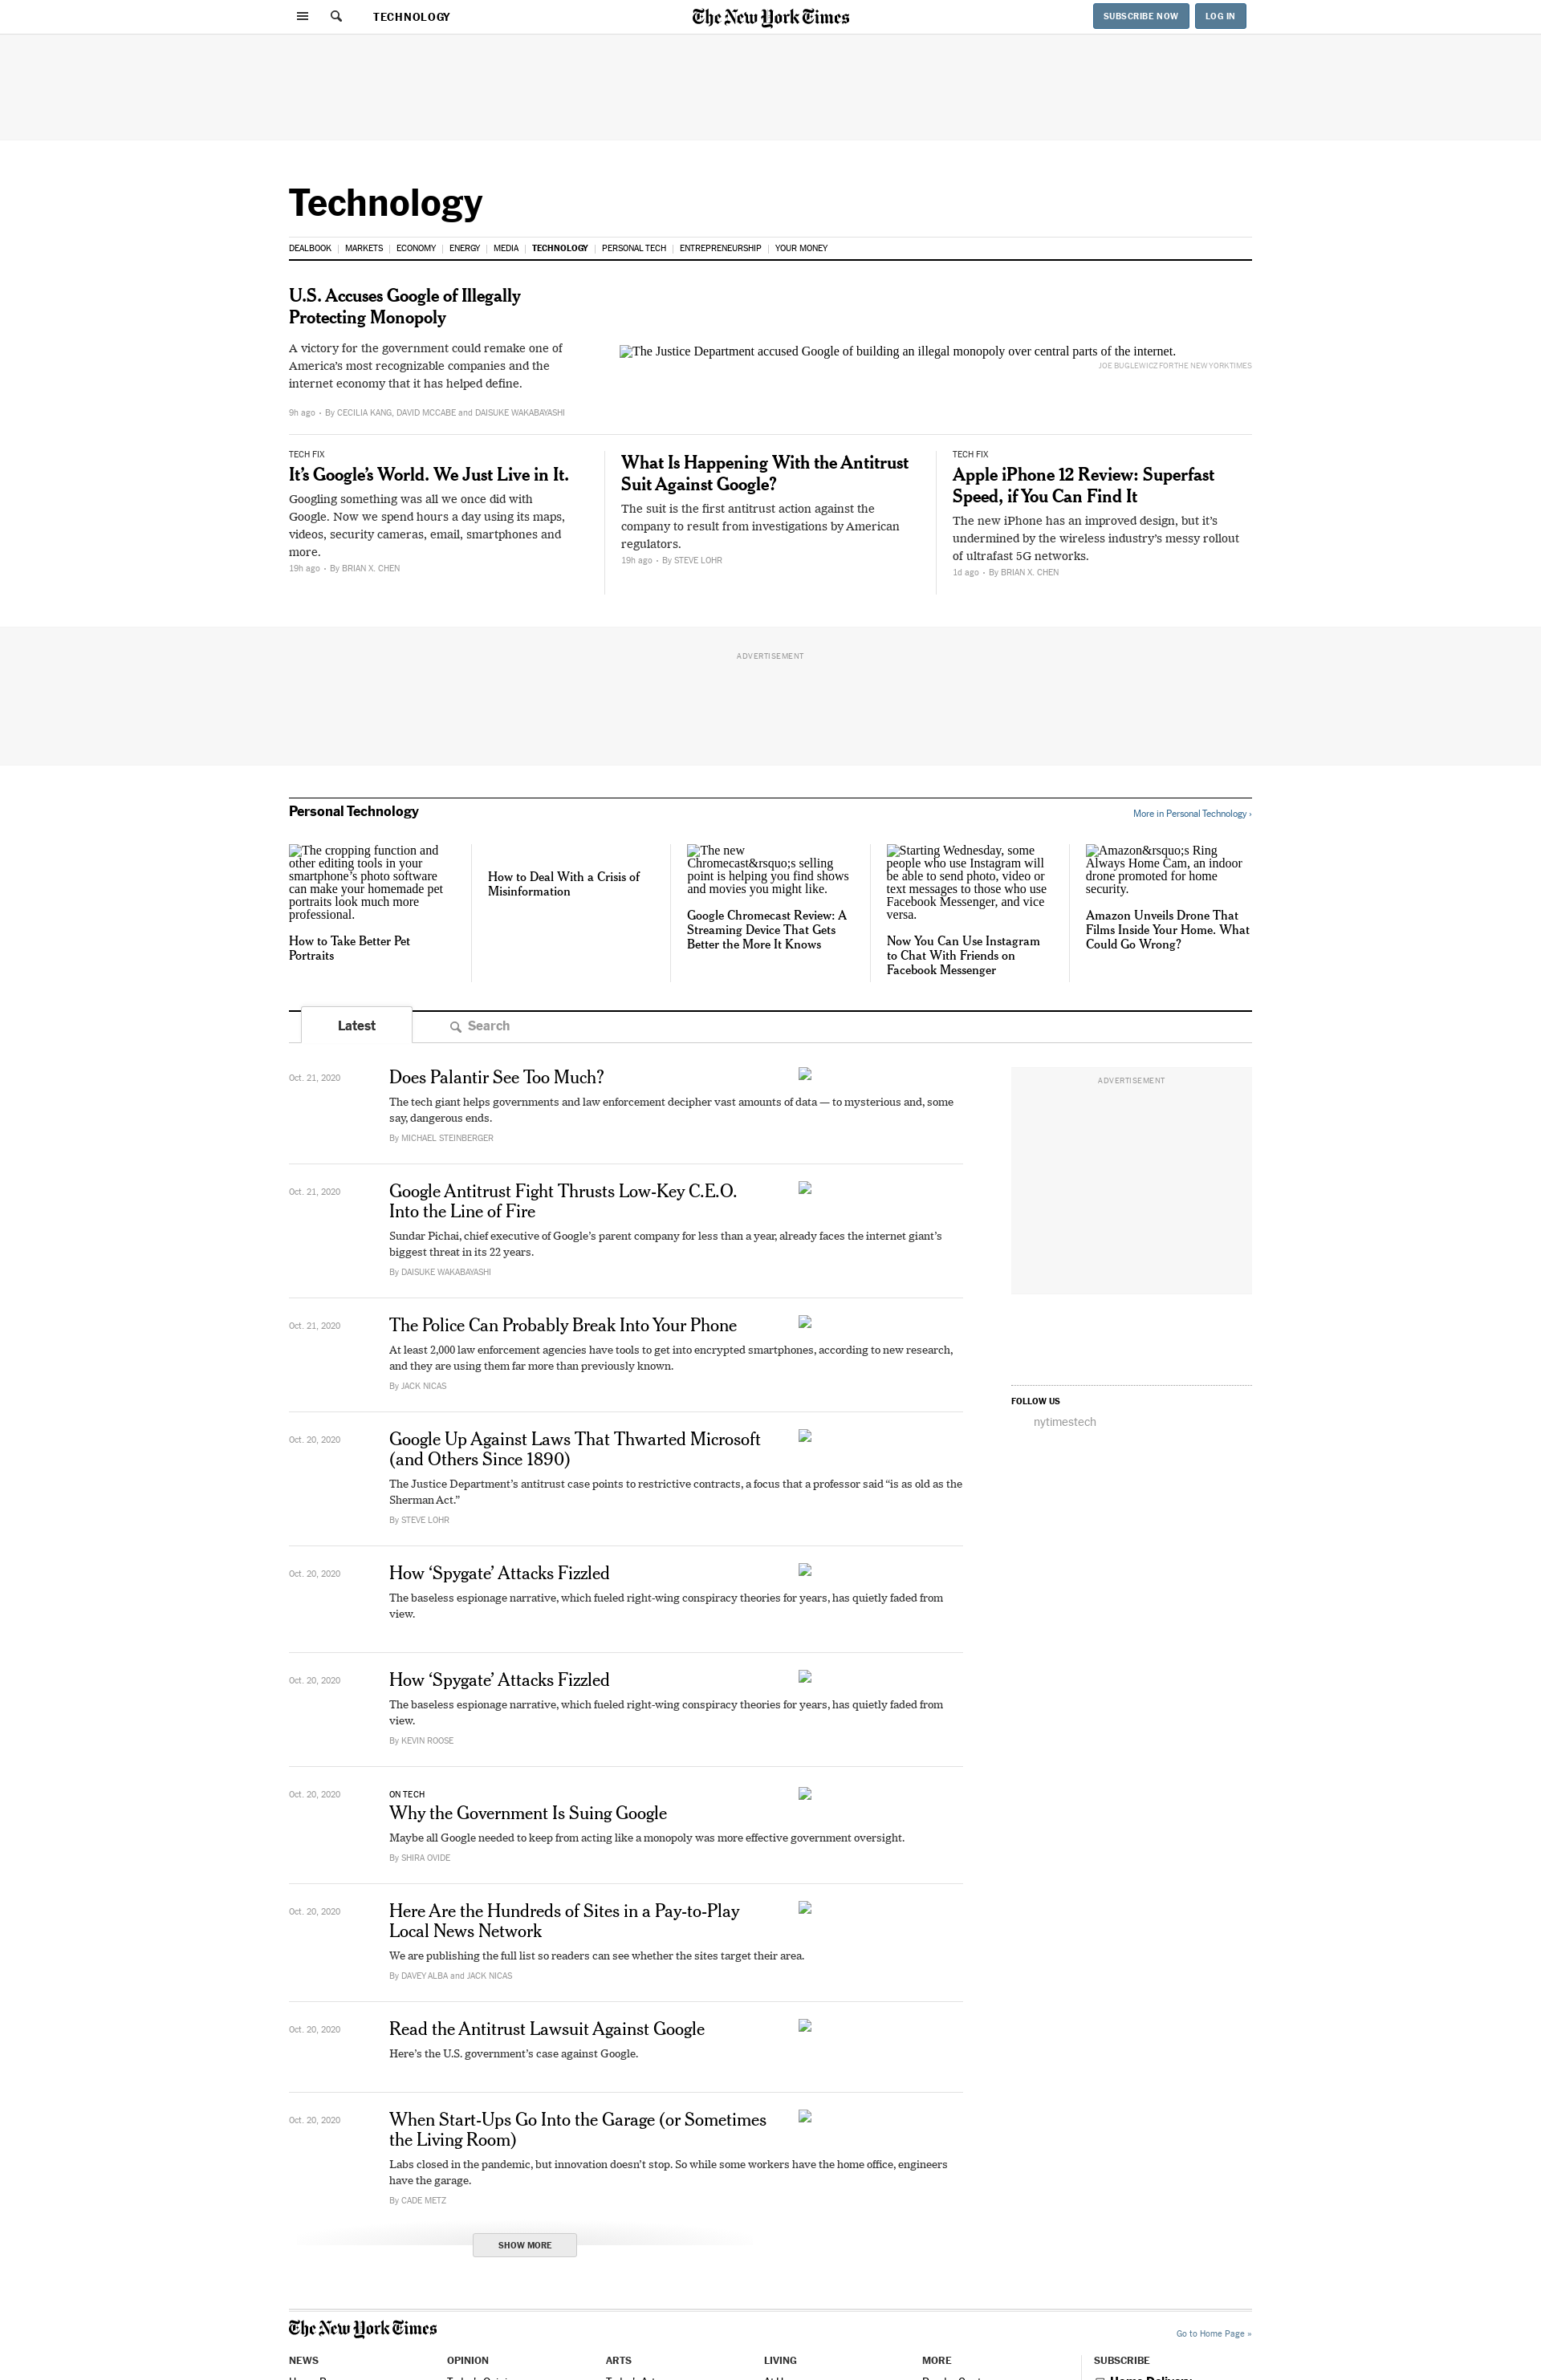 TECHNOLOGY
The New York Times
SUBSCRIBE NOW
LOG IN
Technology
DEALBOOK
MARKETS
ECONOMY
ENERGY
MEDIA
TECHNOLOGY
PERSONAL TECH
ENTREPRENEURSHIP
YOUR MONEY
U.S. Accuses Google of Illegally
Protecting Monopoly
A victory for the government could remake one of
America’s most recognizable companies and the
internet economy that it has helped define.
9h ago • By CECILIA KANG, DAVID MCCABE and DAISUKE WAKABAYASHI
The Justice Department accused Google of building an illegal monopoly over central parts of the internet.
JOE BUGLEWICZ FOR THE NEW YORK TIMES
TECH FIX
It’s Google’s World. We Just Live in It.
Googling something was all we once did with
Google. Now we spend hours a day using its maps,
videos, security cameras, email, smartphones and
more.
19h ago • By BRIAN X. CHEN
What Is Happening With the Antitrust
Suit Against Google?
The suit is the first antitrust action against the
company to result from investigations by American
regulators.
19h ago • By STEVE LOHR
TECH FIX
Apple iPhone 12 Review: Superfast
Speed, if You Can Find It
The new iPhone has an improved design, but it’s
undermined by the wireless industry’s messy rollout
of ultrafast 5G networks.
1d ago • By BRIAN X. CHEN
ADVERTISEMENT
Personal Technology
More in Personal Technology ›
The cropping function and
other editing tools in your
smartphone’s photo software
can make your homemade pet
portraits look much more
professional.
How to Take Better Pet
Portraits
How to Deal With a Crisis of
Misinformation
The new
Chromecast&rsquo;s selling
point is helping you find shows
and movies you might like.
Google Chromecast Review: A
Streaming Device That Gets
Better the More It Knows
Starting Wednesday, some
people who use Instagram will
be able to send photo, video or
text messages to those who use
Facebook Messenger, and vice
versa.
Now You Can Use Instagram
to Chat With Friends on
Facebook Messenger
Amazon&rsquo;s Ring
Always Home Cam, an indoor
drone promoted for home
security.
Amazon Unveils Drone That
Films Inside Your Home. What
Could Go Wrong?
Latest
Search
Oct. 21, 2020
Does Palantir See Too Much?
The tech giant helps governments and law enforcement decipher vast amounts of data — to mysterious and, some
say, dangerous ends.
By MICHAEL STEINBERGER
ADVERTISEMENT
Oct. 21, 2020
Google Antitrust Fight Thrusts Low-Key C.E.O.
Into the Line of Fire
Sundar Pichai, chief executive of Google’s parent company for less than a year, already faces the internet giant’s
biggest threat in its 22 years.
By DAISUKE WAKABAYASHI
Oct. 21, 2020
The Police Can Probably Break Into Your Phone
At least 2,000 law enforcement agencies have tools to get into encrypted smartphones, according to new research,
and they are using them far more than previously known.
By JACK NICAS
FOLLOW US
nytimestech
Oct. 20, 2020
Google Up Against Laws That Thwarted Microsoft
(and Others Since 1890)
The Justice Department’s antitrust case points to restrictive contracts, a focus that a professor said “is as old as the
Sherman Act.”
By STEVE LOHR
Oct. 20, 2020
How ‘Spygate’ Attacks Fizzled
The baseless espionage narrative, which fueled right-wing conspiracy theories for years, has quietly faded from
view.
Oct. 20, 2020
How ‘Spygate’ Attacks Fizzled
The baseless espionage narrative, which fueled right-wing conspiracy theories for years, has quietly faded from
view.
By KEVIN ROOSE
Oct. 20, 2020
ON TECH
Why the Government Is Suing Google
Maybe all Google needed to keep from acting like a monopoly was more effective government oversight.
By SHIRA OVIDE
Oct. 20, 2020
Here Are the Hundreds of Sites in a Pay-to-Play
Local News Network
We are publishing the full list so readers can see whether the sites target their area.
By DAVEY ALBA and JACK NICAS
Oct. 20, 2020
Read the Antitrust Lawsuit Against Google
Here’s the U.S. government’s case against Google.
Oct. 20, 2020
When Start-Ups Go Into the Garage (or Sometimes
the Living Room)
Labs closed in the pandemic, but innovation doesn’t stop. So while some workers have the home office, engineers
have the garage.
By CADE METZ
SHOW MORE
The New York Times
Go to Home Page »
NEWS
OPINION
ARTS
LIVING
MORE
SUBSCRIBE